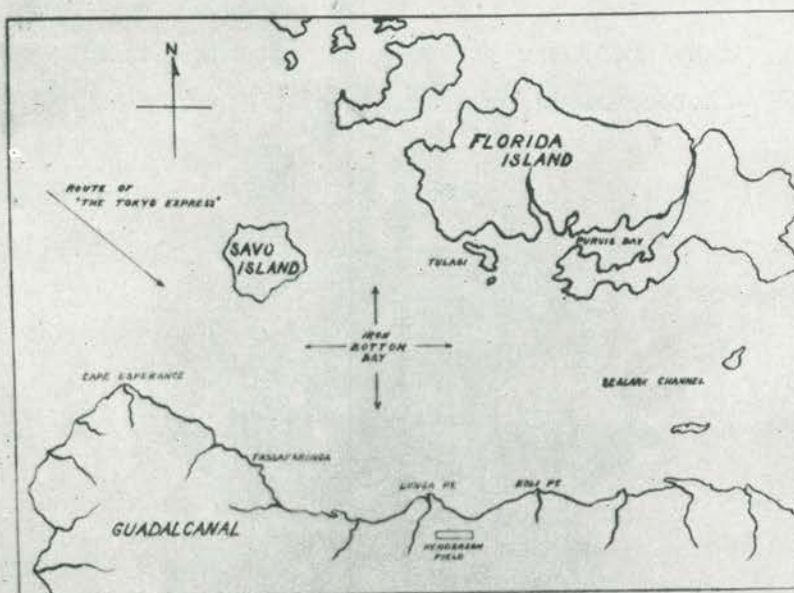 N
FLORIDA
ISLAND
ROUTE OF
"THE TOKYO EXPRESS"
SAVO
ISLAND
TULAGI
PURVIS BAY
IRON
BOTTOM
BAY
CAPE ESPERANCE
SEALARK CHANNEL
TASSAFARONGA
LUNGA PT.
KOLI PT.
GUADALCANAL
HENDERSON
FIELD